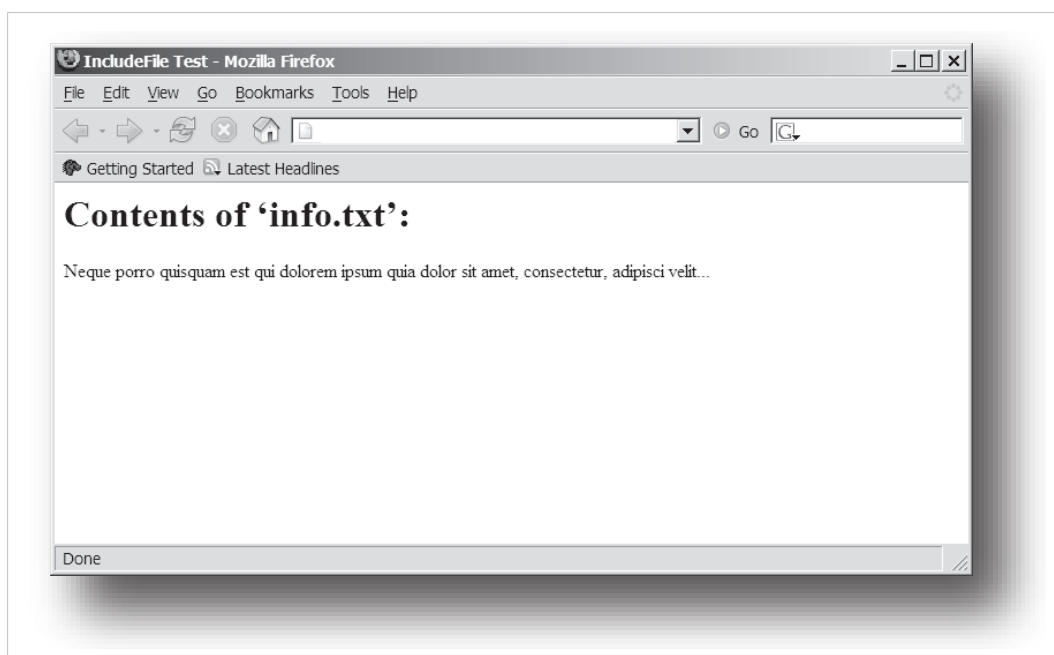 IncludeFile Test - Mozilla Firefox
File Edit View Go Bookmarks Tools Help
Go G
Getting Started Latest Headlines
Contents of ‘info.txt’:
Neque porro quisquam est qui dolorem ipsum quia dolor sit amet, consectetur, adipisci velit...
Done